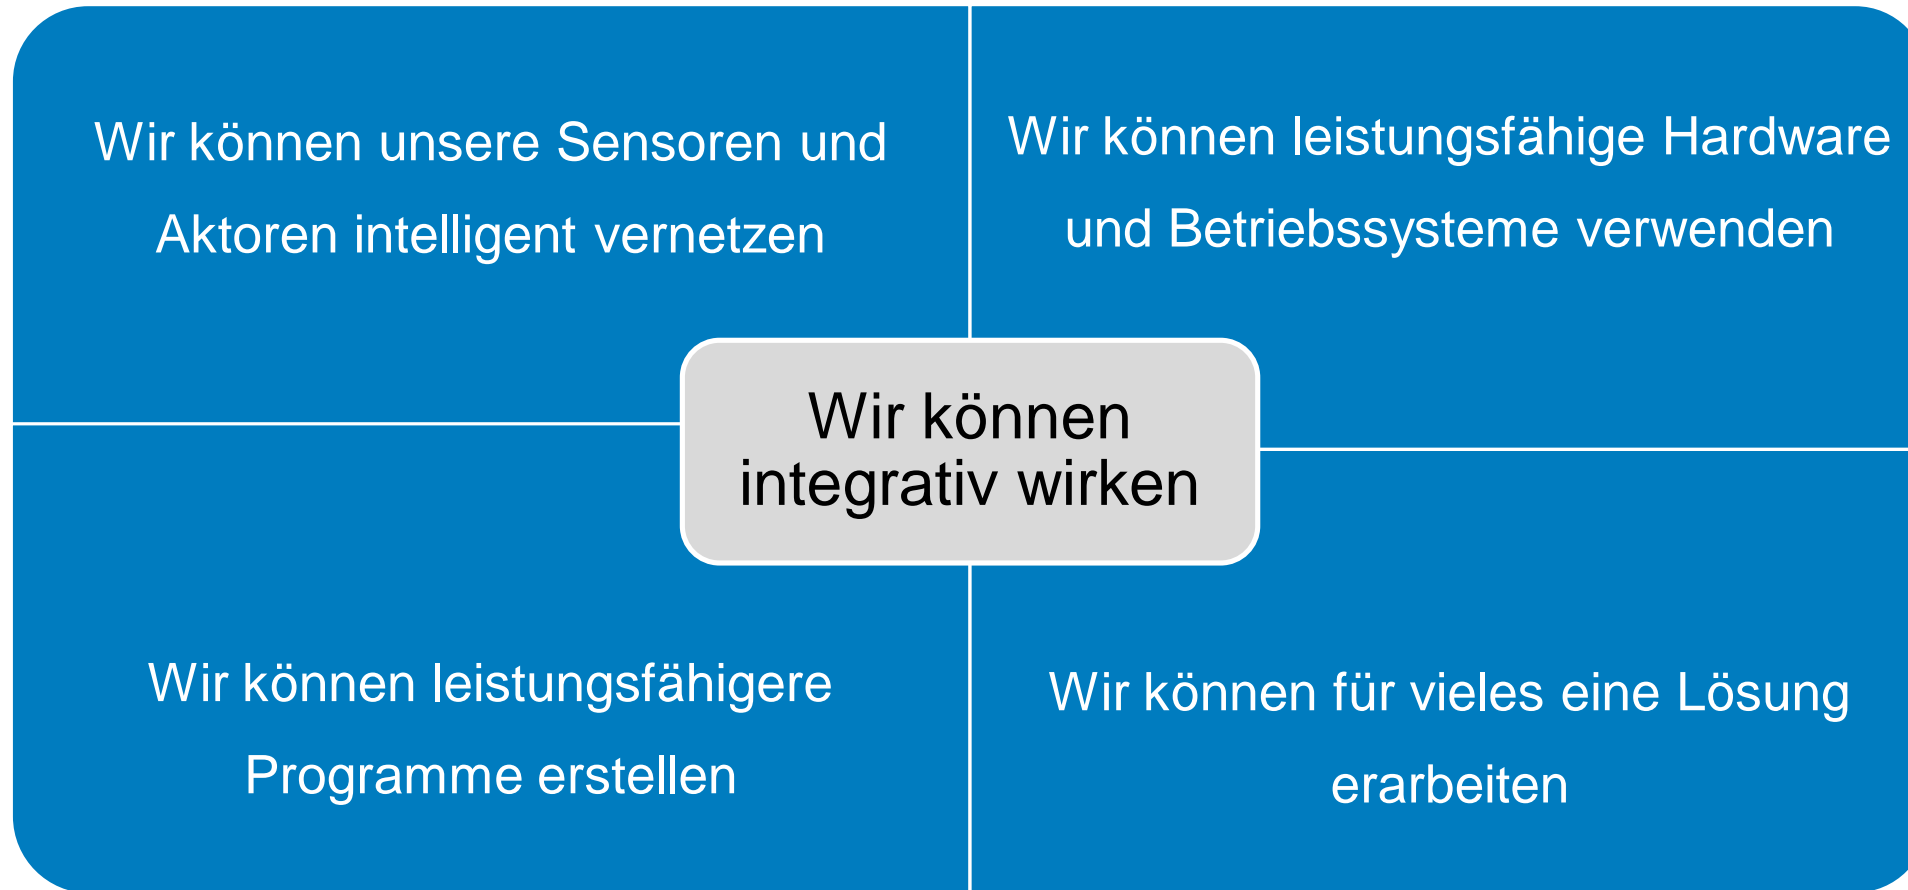 Wir können unsere Sensoren und
Aktoren intelligent vernetzen
Wir können leistungsfähige Hardware
und Betriebssysteme verwenden
Wir können
integrativ wirken
Wir können leistungsfähigere
Programme erstellen
Wir können für vieles eine Lösung
erarbeiten